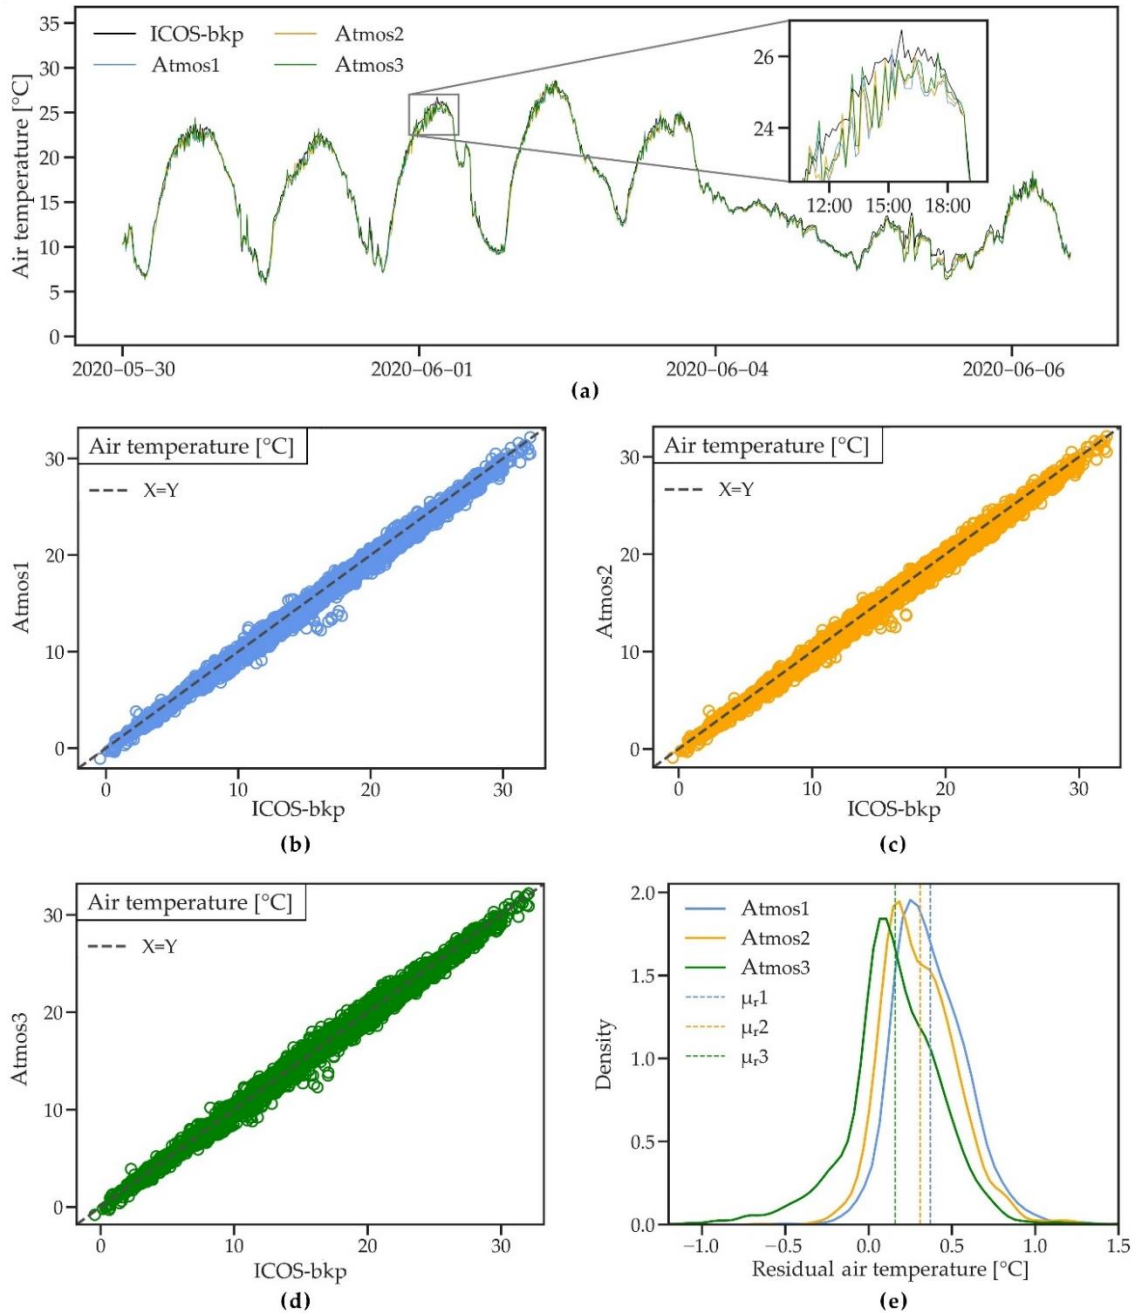 35
30
25
20
15
10
5
0
Air temperature [°C]
ICOS-bkp
Atmos1
Atmos2
Atmos3
26
24
12:00 15:00 18:00
2020-05-30 2020-06-01 2020-06-04 2020-06-06
(a)
Air temperature [°C]
X=Y
30
20
10
0
Atmos1
0 10 20 30
ICOS-bkp
(b)
Air temperature [°C]
X=Y
30
20
10
0
Atmos2
0 10 20 30
ICOS-bkp
(c)
Air temperature [°C]
X=Y
30
20
10
0
Atmos3
0 10 20 30
ICOS-bkp
(d)
2.0
1.5
1.0
0.5
0.0
Density
Atmos1
Atmos2
Atmos3
μr1
μr2
μr3
−1.0 −0.5 0.0 0.5 1.0 1.5
Residual air temperature [°C]
(e)